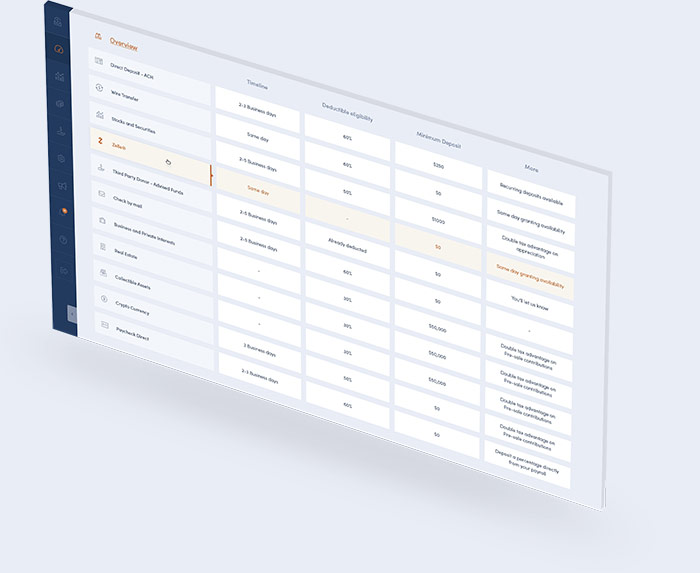 Overview
Timeline
Deductible eligibility
Minimum Deposit
More
Direct Deposit - ACH
2-3 Business days
60%
$250
Recurring deposits available
Wire Transfer
Same day
60%
$0
Same day granting availability
Stocks and Securities
3-5 Business days
50%
$1000
Double tax advantage on
appreciation
Zelle®
Same day
-
$0
Same day granting availability
Third Party Donor - Advised Funds
2-5 Business days
Already deducted
$0
You'll let us know
Check by mail
2-5 Business days
60%
$0
-
Business and Private Interests
-
30%
$50,000
Double tax advantage on
Pre-sale contributions
Real Estate
-
30%
$50,000
Double tax advantage on
Pre-sale contributions
Collectible Assets
-
30%
$50,000
Double tax advantage on
Pre-sale contributions
Crypto Currency
3 Business days
50%
$0
Double tax advantage on
Pre-sale contributions
Paycheck Direct
2-3 Business days
60%
$0
Deposit a percentage directly
from your payroll